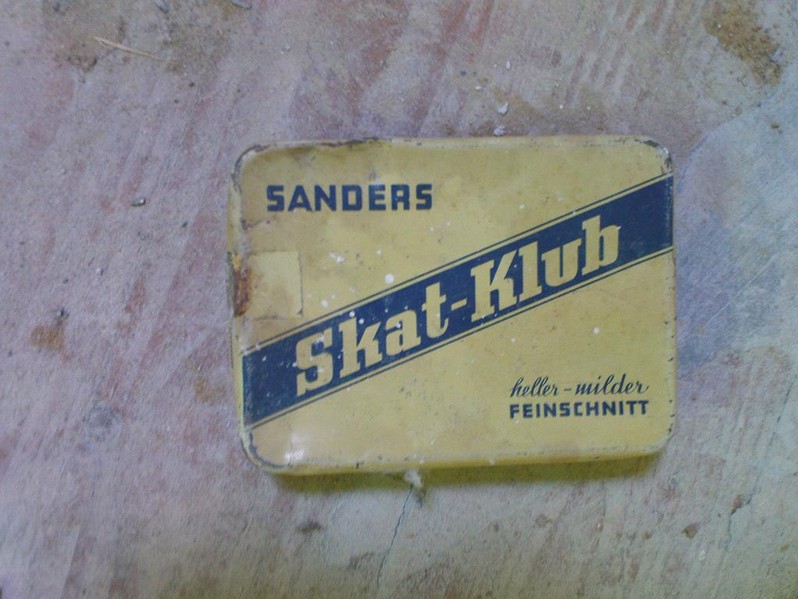 SANDERS
Skat-Klub
heller-milder
FEINSCHNITT